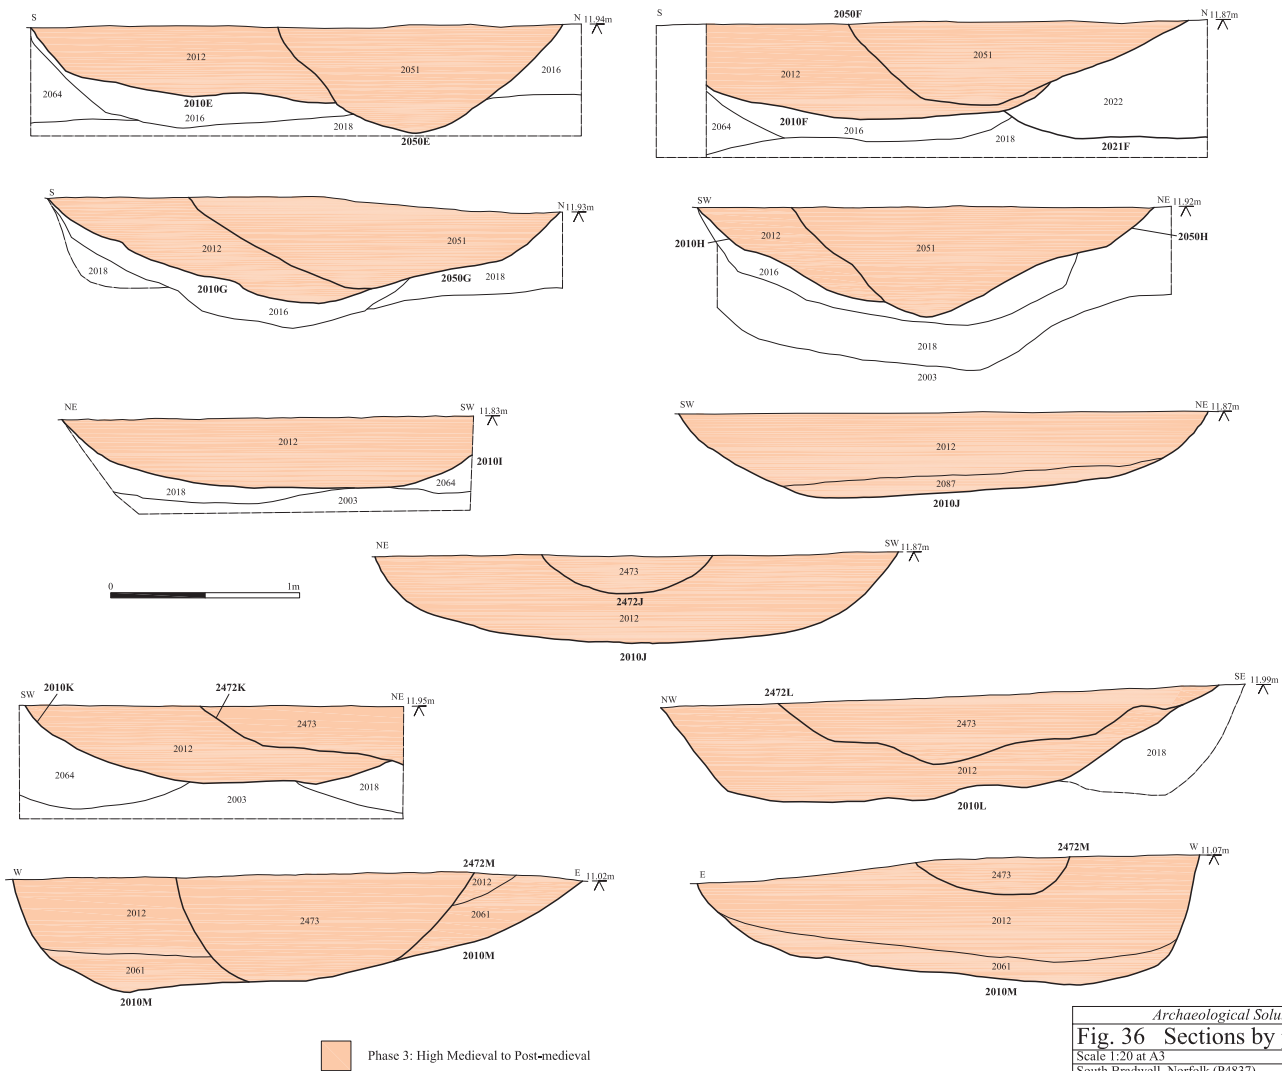 S N 11.94m
2012 2051 2016
2064
2010E
2016 2018
2050E
S 2050F N 11.87m
2051
2012
2022
2010F
2064 2016 2018
2021F
S
N 11.93m
2012 2051
2018 2050G 2018
2010G
2016
SW NE 11.92m
2010H 2012 2051 2050H
2016
2018
2003
NE SW 11.83m
2012
2010I
2018 2003 2064
SW NE 11.87m
2012
2087
2010J
NE SW 11.87m
2473
2472J
2012
2010J
0 1m
SW 2010K 2472K NE 11.95m
2473
2012
2064 2018
2003
NW 2472L SE 11.99m
2473
2018
2012
2010L
W 2472M E 11.02m
2012
2012 2473 2061
2061 2010M
2010M
E 2472M W 11.07m
2473
2012
2061
2010M
Phase 3: High Medieval to Post-medieval
Archaeological Solu
Fig. 36 Sections by
Scale 1:20 at A3
South Bradwell, Norfolk (P4837)